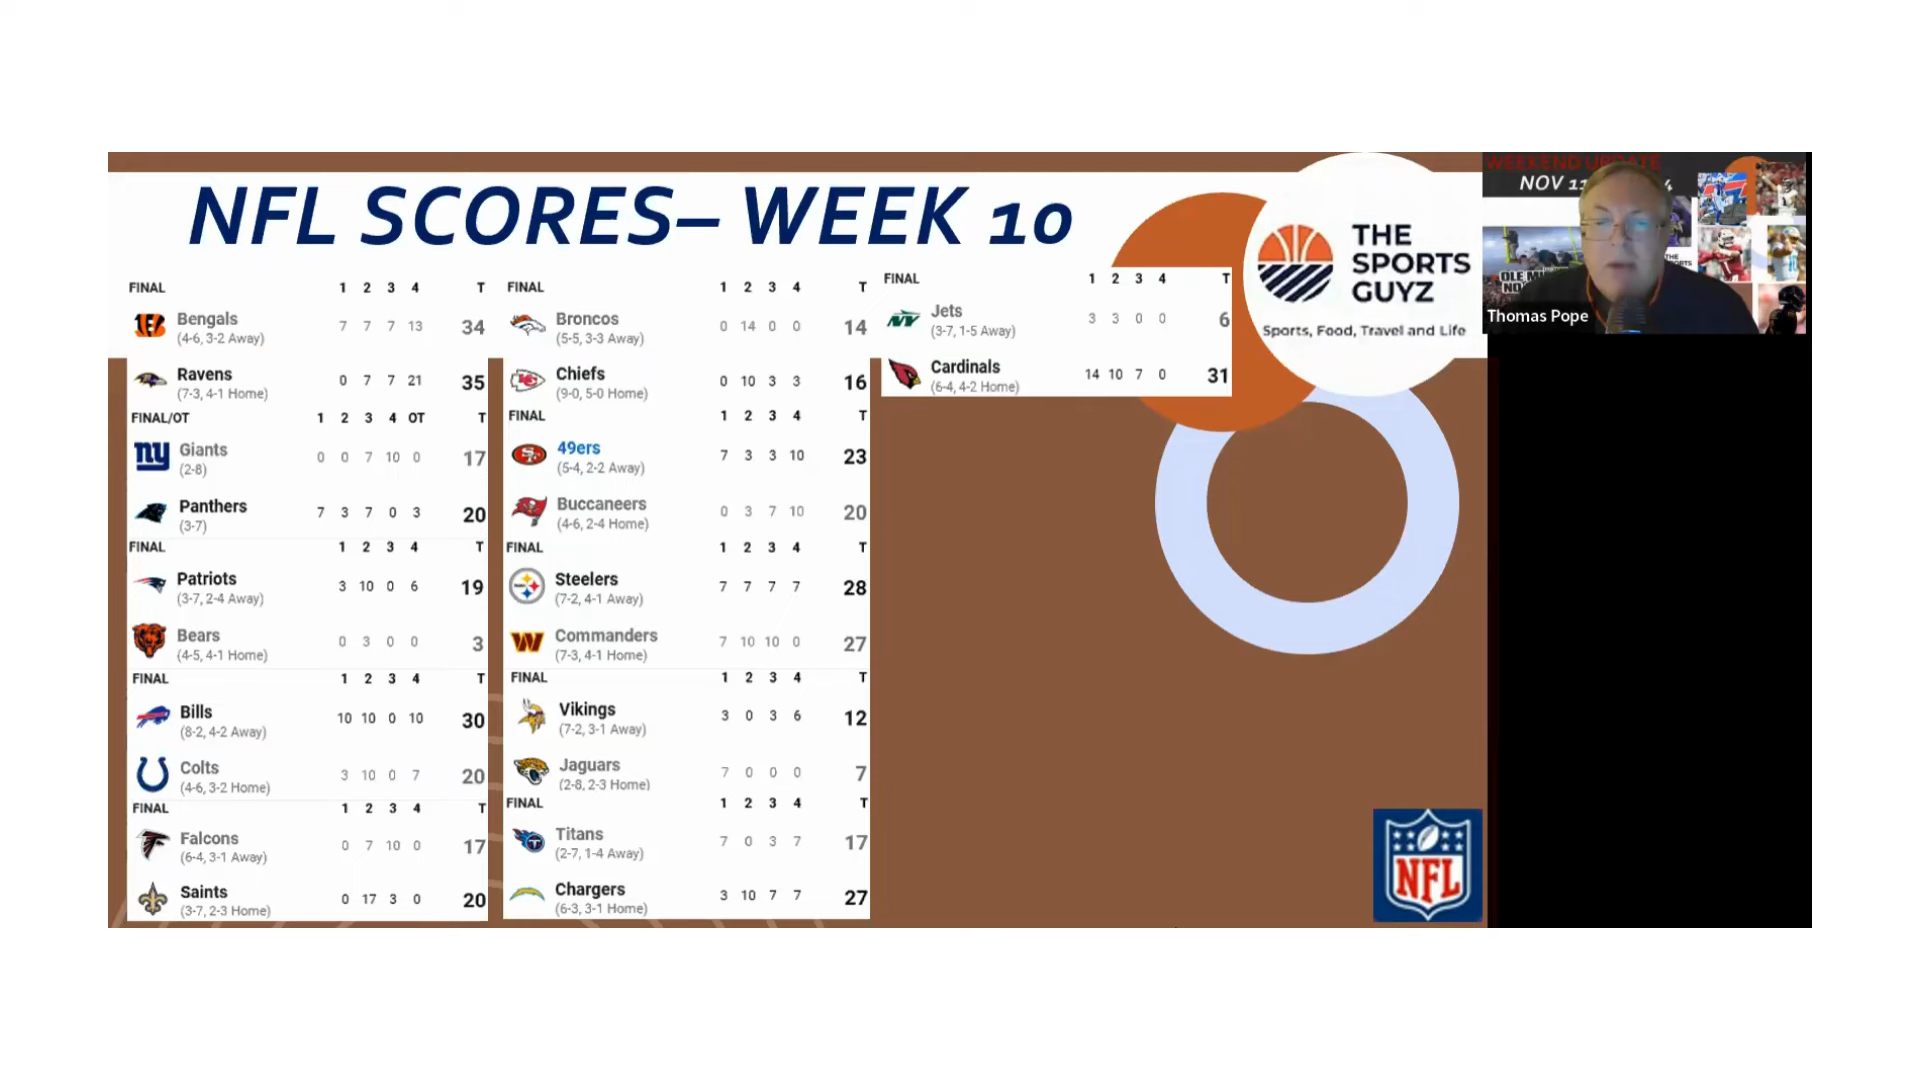 NFL SCORES– WEEK 10
FINAL 1 2 3 4 T
Bengals 7 7 7 13 34
(4-6, 3-2 Away)
Ravens 0 7 7 21 35
(7-3, 4-1 Home)
FINAL/OT 1 2 3 4 OT T
Giants 0 0 7 10 0 17
(2-8)
Panthers 7 3 7 0 3 20
(3-7)
FINAL 1 2 3 4 T
Patriots 3 10 0 6 19
(3-7, 2-4 Away)
Bears 0 3 0 0 3
(4-5, 4-1 Home)
FINAL 1 2 3 4 T
Bills 10 10 0 10 30
(8-2, 4-2 Away)
Colts 3 10 0 7 20
(4-6, 3-2 Home)
FINAL 1 2 3 4 T
Falcons 0 7 10 0 17
(6-4, 3-1 Away)
Saints 0 17 3 0 20
(3-7, 2-3 Home)
FINAL 1 2 3 4 T
Broncos 0 14 0 0 14
(5-5, 3-3 Away)
Chiefs 0 10 3 3 16
(9-0, 5-0 Home)
FINAL 1 2 3 4 T
49ers 7 3 3 10 23
(5-4, 2-2 Away)
Buccaneers 0 3 7 10 20
(4-6, 2-4 Home)
FINAL 1 2 3 4 T
Steelers 7 7 7 7 28
(7-2, 4-1 Away)
Commanders 7 10 10 0 27
(7-3, 4-1 Home)
FINAL 1 2 3 4 T
Vikings 3 0 3 6 12
(7-2, 3-1 Away)
Jaguars 7 0 0 0 7
(2-8, 2-3 Home)
FINAL 1 2 3 4 T
Titans 7 0 3 7 17
(2-7, 1-4 Away)
Chargers 3 10 7 7 27
(6-3, 3-1 Home)
FINAL 1 2 3 4 T
Jets 3 3 0 0 6
(3-7, 1-5 Away)
Cardinals 14 10 7 0 31
(6-4, 4-2 Home)
THE
SPORTS
GUYZ
Sports, Food, Travel and Life
WEEKEND UPDATE
NOV 11
Thomas Pope
NFL